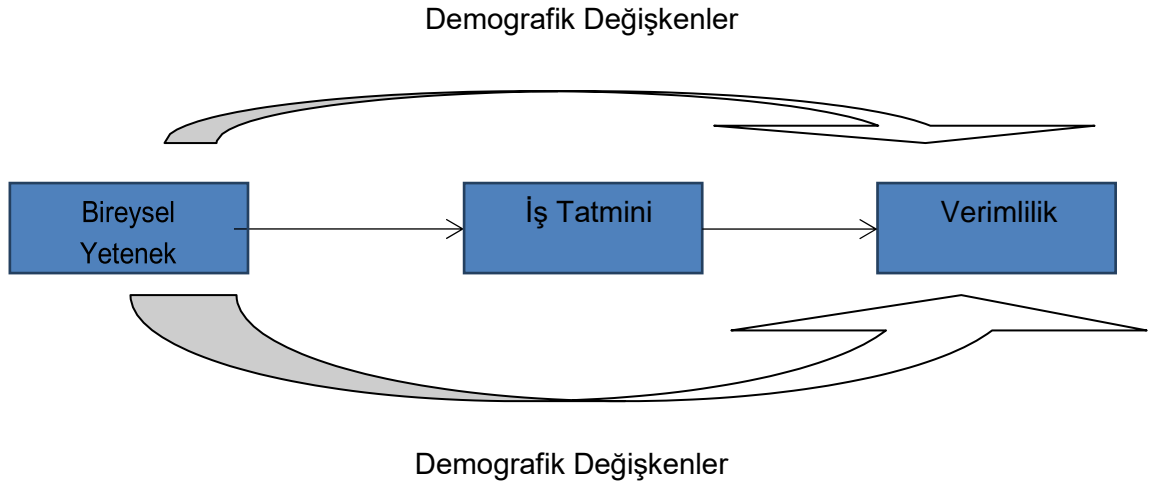 Demografik Değişkenler
Bireysel
Yetenek
İş Tatmini
Verimlilik
Demografik Değişkenler